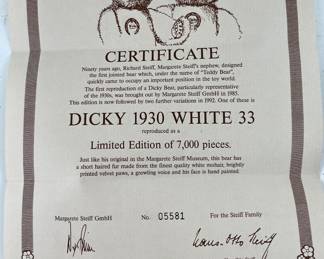 CERTIFICATE
Ninety years ago, Richard Steiff, Margarete Steiff's nephew, designed
the first jointed bear which, under the name of "Teddy Bear",
quickly came to occupy an important position in the toy world.
The first reproduction of a Dicky Bear, particularly representative
of the 1930s, was brought out by Margarete Steiff GmbH in 1985.
This edition is now followed by two further variations in 1992. One of these is
DICKY 1930 WHITE 33
reproduced as a
Limited Edition of 7,000 pieces.
Just like his original in the Margarete Steiff Museum, this bear has
a short haired fur made from the finest quality white mohair, brightly
printed velvet paws, a growling voice and his face is hand painted.
Margarete Steiff GmbH No. 05581 For the Steiff Family